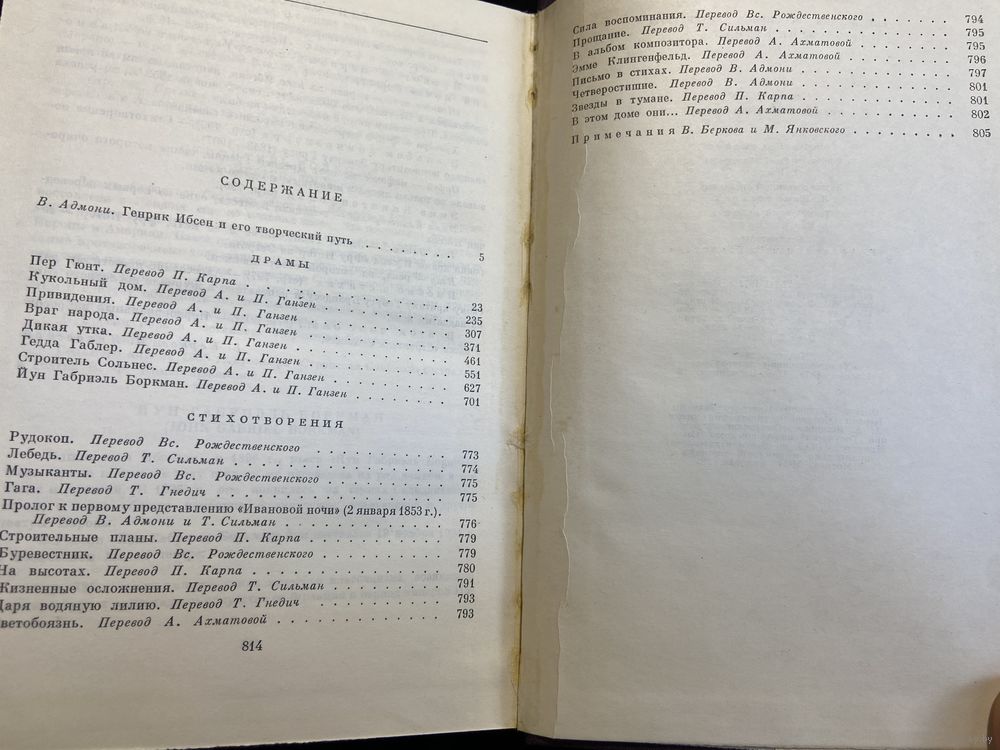 СОДЕРЖАНИЕ
В. Адмони. Генрик Ибсен и его творческий путь . . . . . . . 5
ДРАМЫ
Пер Гюнт. Перевод П. Карпа . . . . . . . . . . . . . 23
Кукольный дом. Перевод А. и П. Ганзен . . . . . . . . 235
Привидения. Перевод А. и П. Ганзен . . . . . . . . . 307
Враг народа. Перевод А. и П. Ганзен . . . . . . . . . 371
Дикая утка. Перевод А. и П. Ганзен . . . . . . . . . 461
Гедда Габлер. Перевод А. и П. Ганзен . . . . . . . . . 551
Строитель Сольнес. Перевод А. и П. Ганзен . . . . . . . 627
Йун Габриэль Боркман. Перевод А. и П. Ганзен . . . . . . 701
СТИХОТВОРЕНИЯ
Рудокоп. Перевод Вс. Рождественского . . . . . . . . . 773
Лебедь. Перевод Т. Сильман . . . . . . . . . . . . 774
Музыканты. Перевод Вс. Рождественского . . . . . . . . 775
Гага. Перевод Т. Гнедич . . . . . . . . . . . . . 775
Пролог к первому представлению «Ивановой ночи» (2 января 1853 г.).
Перевод В. Адмони и Т. Сильман . . . . . . . . . . 776
Строительные планы. Перевод П. Карпа . . . . . . . . . 779
Буревестник. Перевод Вс. Рождественского . . . . . . . . 779
На высотах. Перевод П. Карпа . . . . . . . . . . . . 780
Жизненные осложнения. Перевод Т. Сильман . . . . . . . 791
Даря водяную лилию. Перевод Т. Гнедич . . . . . . . . 793
ветобоязнь. Перевод А. Ахматовой . . . . . . . . . . 793
814
Сила воспоминания. Перевод Вс. Рождественского . . . . . . 794
Прощание. Перевод Т. Сильман . . . . . . . . . . . 795
В альбом композитора. Перевод А. Ахматовой . . . . . . . 795
Эмме Клингенфельд. Перевод А. Ахматовой . . . . . . . . 796
Письмо в стихах. Перевод В. Адмони . . . . . . . . . . 797
Четверостишие. Перевод В. Адмони . . . . . . . . . . 801
Звезды в тумане. Перевод П. Карпа . . . . . . . . . . 801
В этом доме они... Перевод А. Ахматовой . . . . . . . . 802
Примечания В. Беркова и М. Янковского . . . . . . . . 805